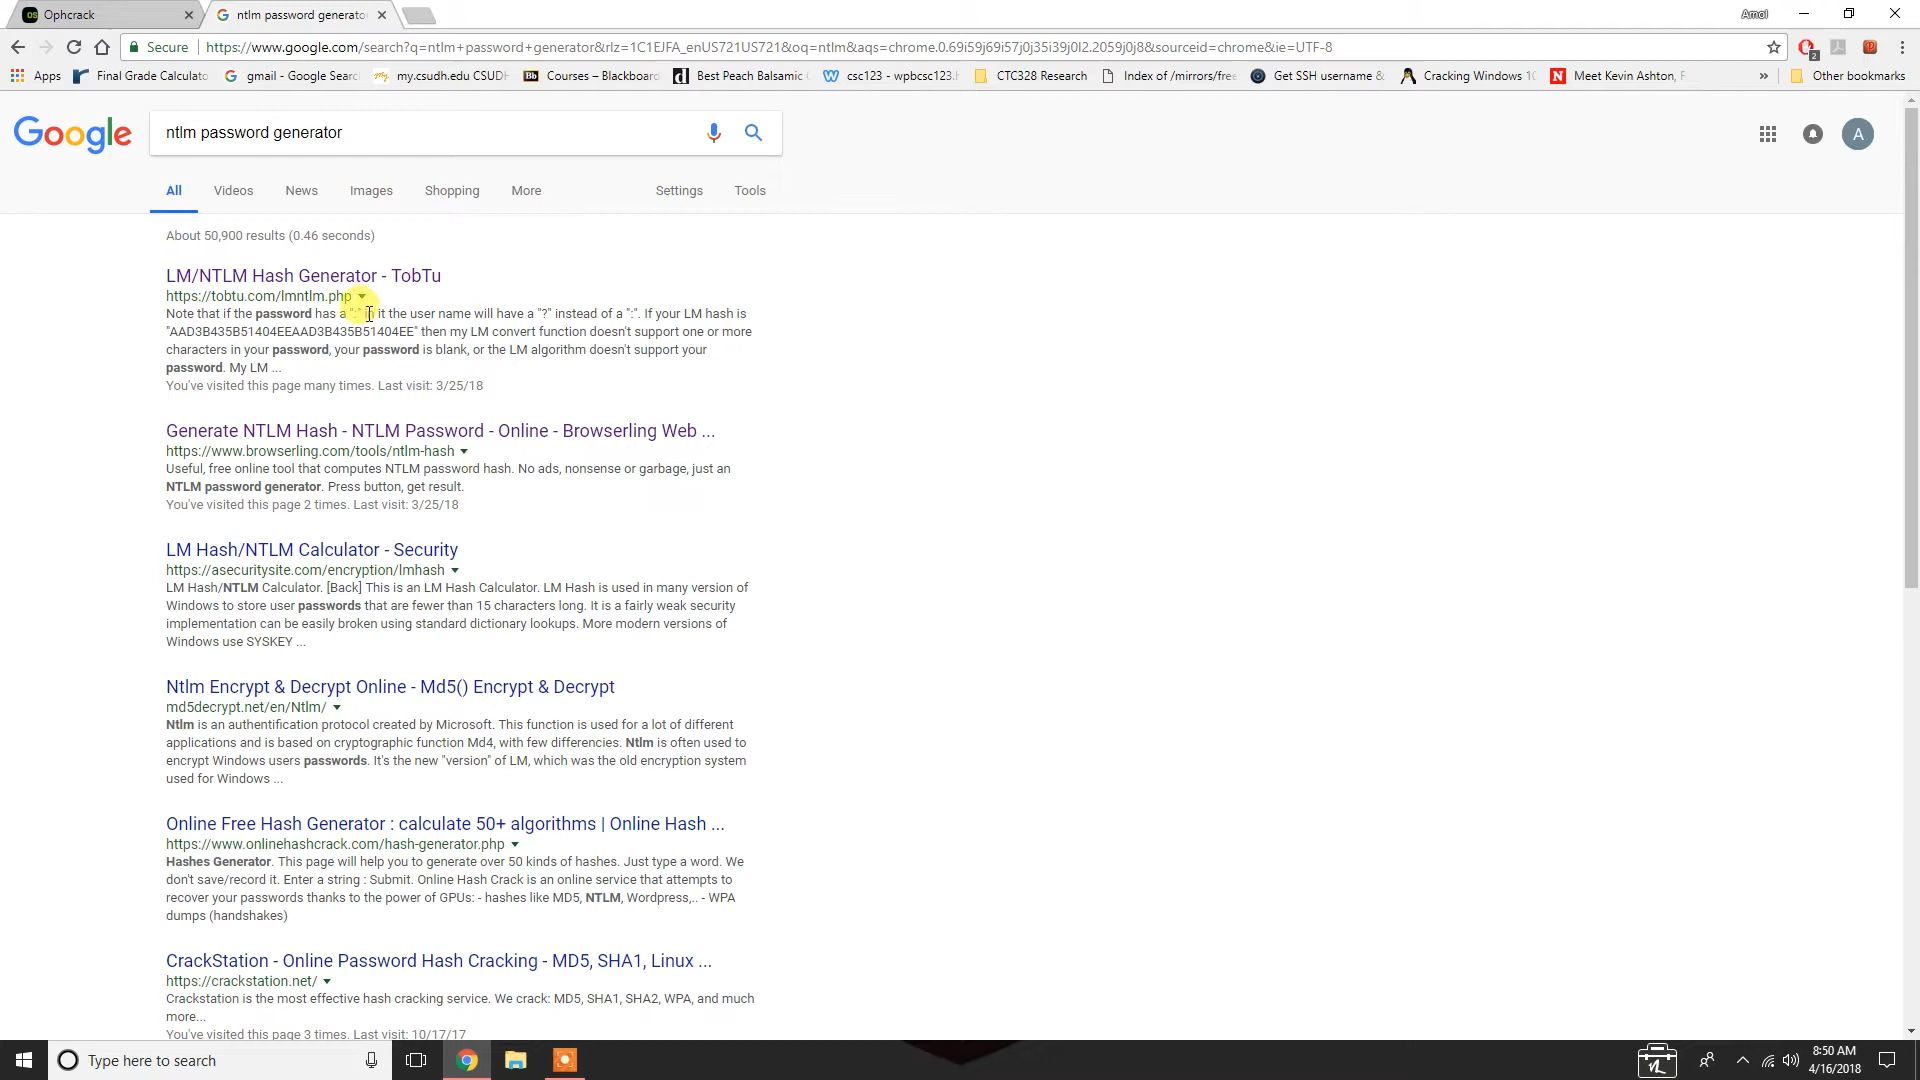 Ophcrack
ntlm password generato
Amol
Secure
https://www.google.com/search?q=ntlm+password+generator&rlz=1C1EJFA_enUS721US721&oq=ntlm&aqs=chrome.0.69i59j69i57j0j35i39j0l2.2059j0j8&sourceid=chrome&ie=UTF-8
2
Apps Final Grade Calculato gmail - Google Searc my.csudh.edu CSUDH Courses – Blackboard Best Peach Balsamic csc123 - wpbcsc123. CTC328 Research Index of /mirrors/free Get SSH username & Cracking Windows 10 Meet Kevin Ashton, F » Other bookmarks
Google
ntlm password generator
A
All Videos News Images Shopping More Settings Tools
About 50,900 results (0.46 seconds)
LM/NTLM Hash Generator - TobTu
https://tobtu.com/lmntlm.php
Note that if the password has a ":" in it the user name will have a "?" instead of a ":". If your LM hash is
"AAD3B435B51404EEAAD3B435B51404EE" then my LM convert function doesn't support one or more
characters in your password, your password is blank, or the LM algorithm doesn't support your
password. My LM ...
You've visited this page many times. Last visit: 3/25/18
Generate NTLM Hash - NTLM Password - Online - Browserling Web ...
https://www.browserling.com/tools/ntlm-hash
Useful, free online tool that computes NTLM password hash. No ads, nonsense or garbage, just an
NTLM password generator. Press button, get result.
You've visited this page 2 times. Last visit: 3/25/18
LM Hash/NTLM Calculator - Security
https://asecuritysite.com/encryption/lmhash
LM Hash/NTLM Calculator. [Back] This is an LM Hash Calculator. LM Hash is used in many version of
Windows to store user passwords that are fewer than 15 characters long. It is a fairly weak security
implementation can be easily broken using standard dictionary lookups. More modern versions of
Windows use SYSKEY ...
Ntlm Encrypt & Decrypt Online - Md5() Encrypt & Decrypt
md5decrypt.net/en/Ntlm/
Ntlm is an authentification protocol created by Microsoft. This function is used for a lot of different
applications and is based on cryptographic function Md4, with few differencies. Ntlm is often used to
encrypt Windows users passwords. It's the new "version" of LM, which was the old encryption system
used for Windows ...
Online Free Hash Generator : calculate 50+ algorithms | Online Hash ...
https://www.onlinehashcrack.com/hash-generator.php
Hashes Generator. This page will help you to generate over 50 kinds of hashes. Just type a word. We
don't save/record it. Enter a string : Submit. Online Hash Crack is an online service that attempts to
recover your passwords thanks to the power of GPUs: - hashes like MD5, NTLM, Wordpress,.. - WPA
dumps (handshakes)
CrackStation - Online Password Hash Cracking - MD5, SHA1, Linux ...
https://crackstation.net/
Crackstation is the most effective hash cracking service. We crack: MD5, SHA1, SHA2, WPA, and much
more...
You've visited this page 3 times. Last visit: 10/17/17
Type here to search
8:50 AM
4/16/2018